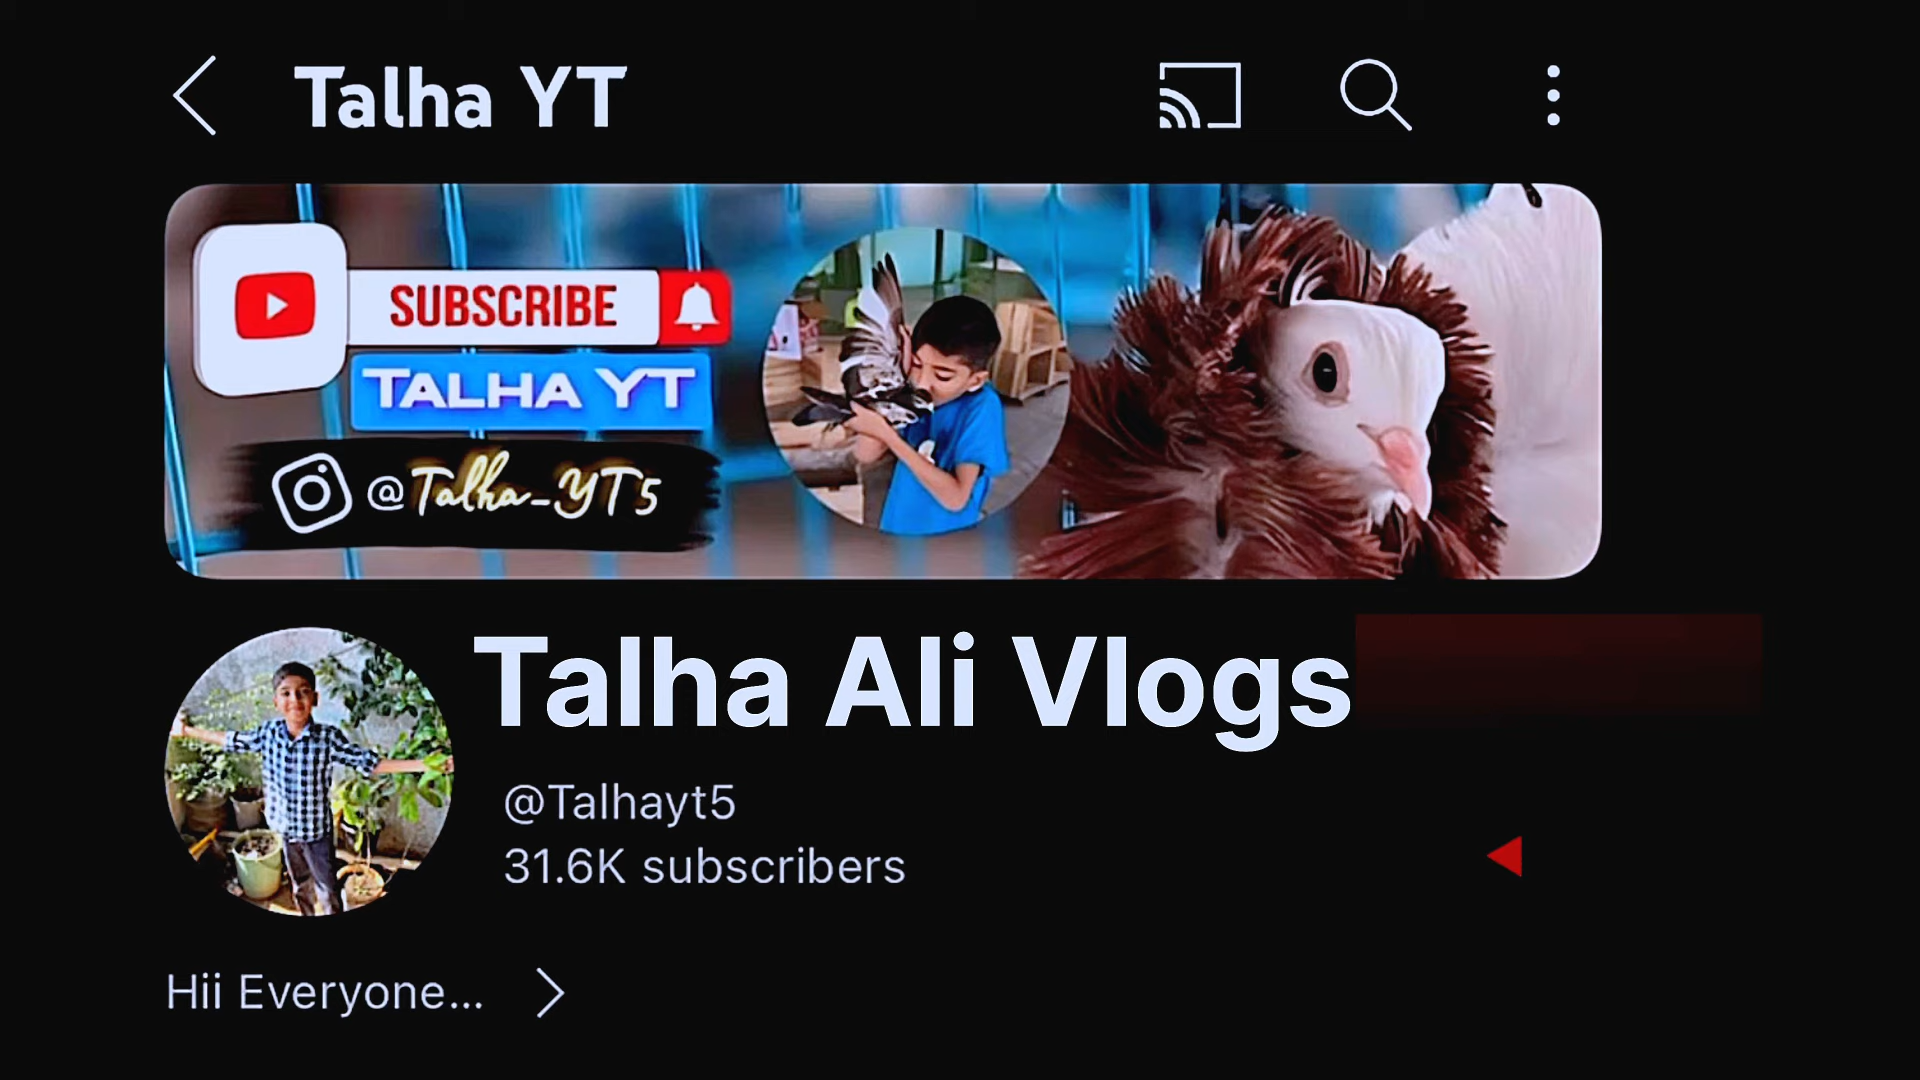 Talha YT
SUBSCRIBE
TALHA YT
@Talha_YT5
Talha Ali Vlogs
@Talhayt5
31.6K subscribers
Hii Everyone...